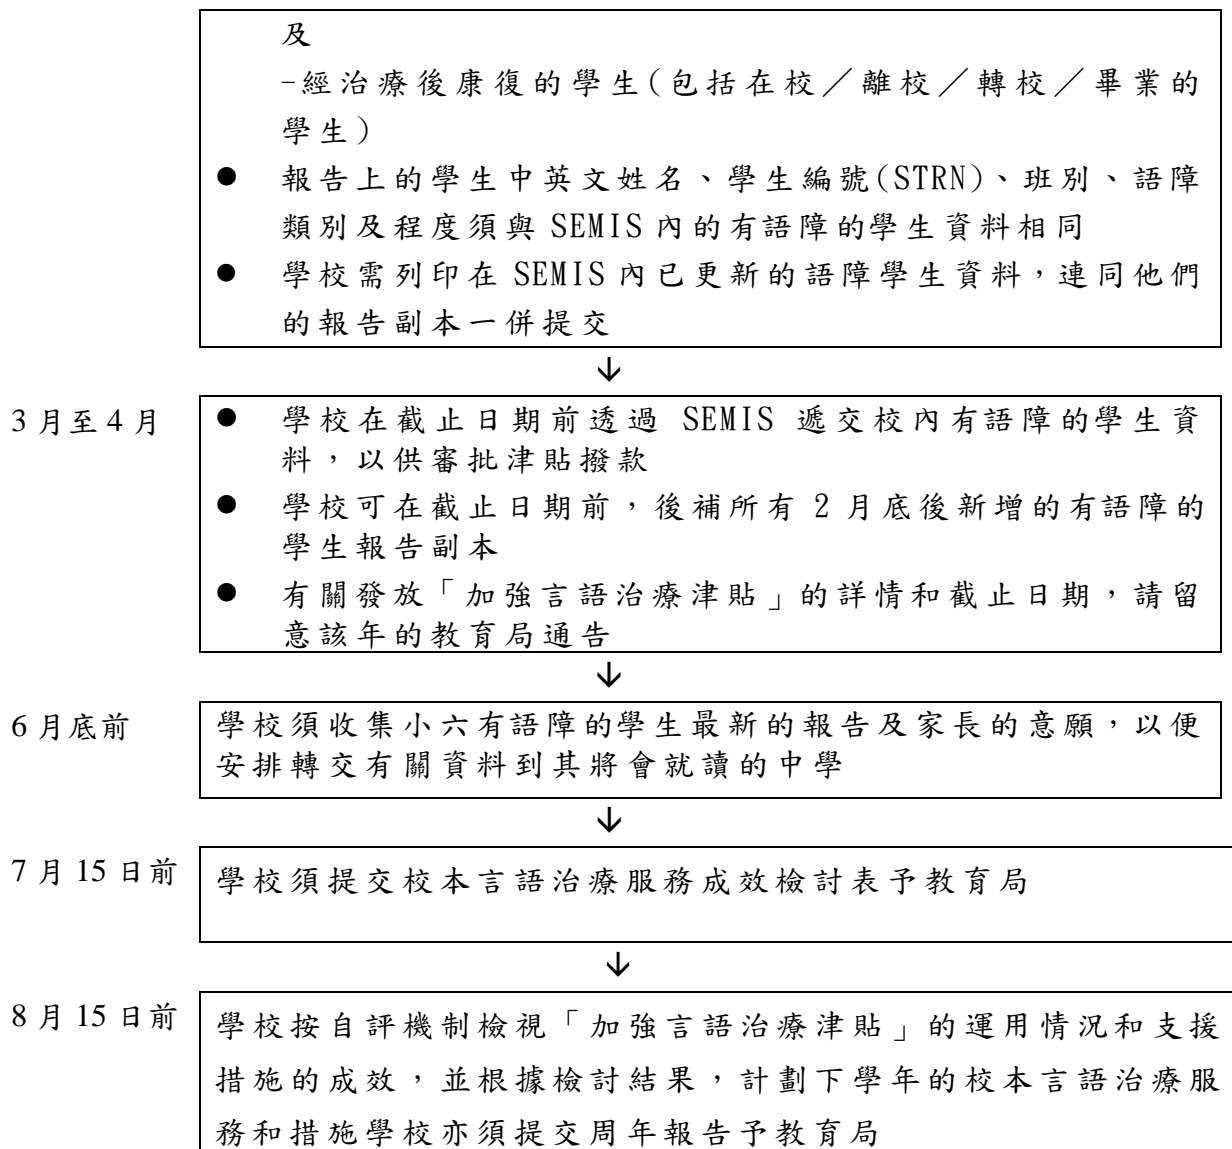 及
-經治療後康復的學生(包括在校／離校／轉校／畢業的
學生)
● 報告上的學生中英文姓名、學生編號(STRN)、班別、語障
類別及程度須與 SEMIS 內的有語障的學生資料相同
● 學校需列印在 SEMIS 內已更新的語障學生資料，連同他們
的報告副本一併提交
↓
3 月至 4 月
● 學校在截止日期前透過 SEMIS 遞交校內有語障的學生資
料，以供審批津貼撥款
● 學校可在截止日期前，後補所有 2 月底後新增的有語障的
學生報告副本
● 有關發放「加強言語治療津貼」的詳情和截止日期，請留
意該年的教育局通告
↓
6 月底前
學校須收集小六有語障的學生最新的報告及家長的意願，以便
安排轉交有關資料到其將會就讀的中學
↓
7 月 15 日前
學校須提交校本言語治療服務成效檢討表予教育局
↓
8 月 15 日前
學校按自評機制檢視「加強言語治療津貼」的運用情況和支援
措施的成效，並根據檢討結果，計劃下學年的校本言語治療服
務和措施學校亦須提交周年報告予教育局